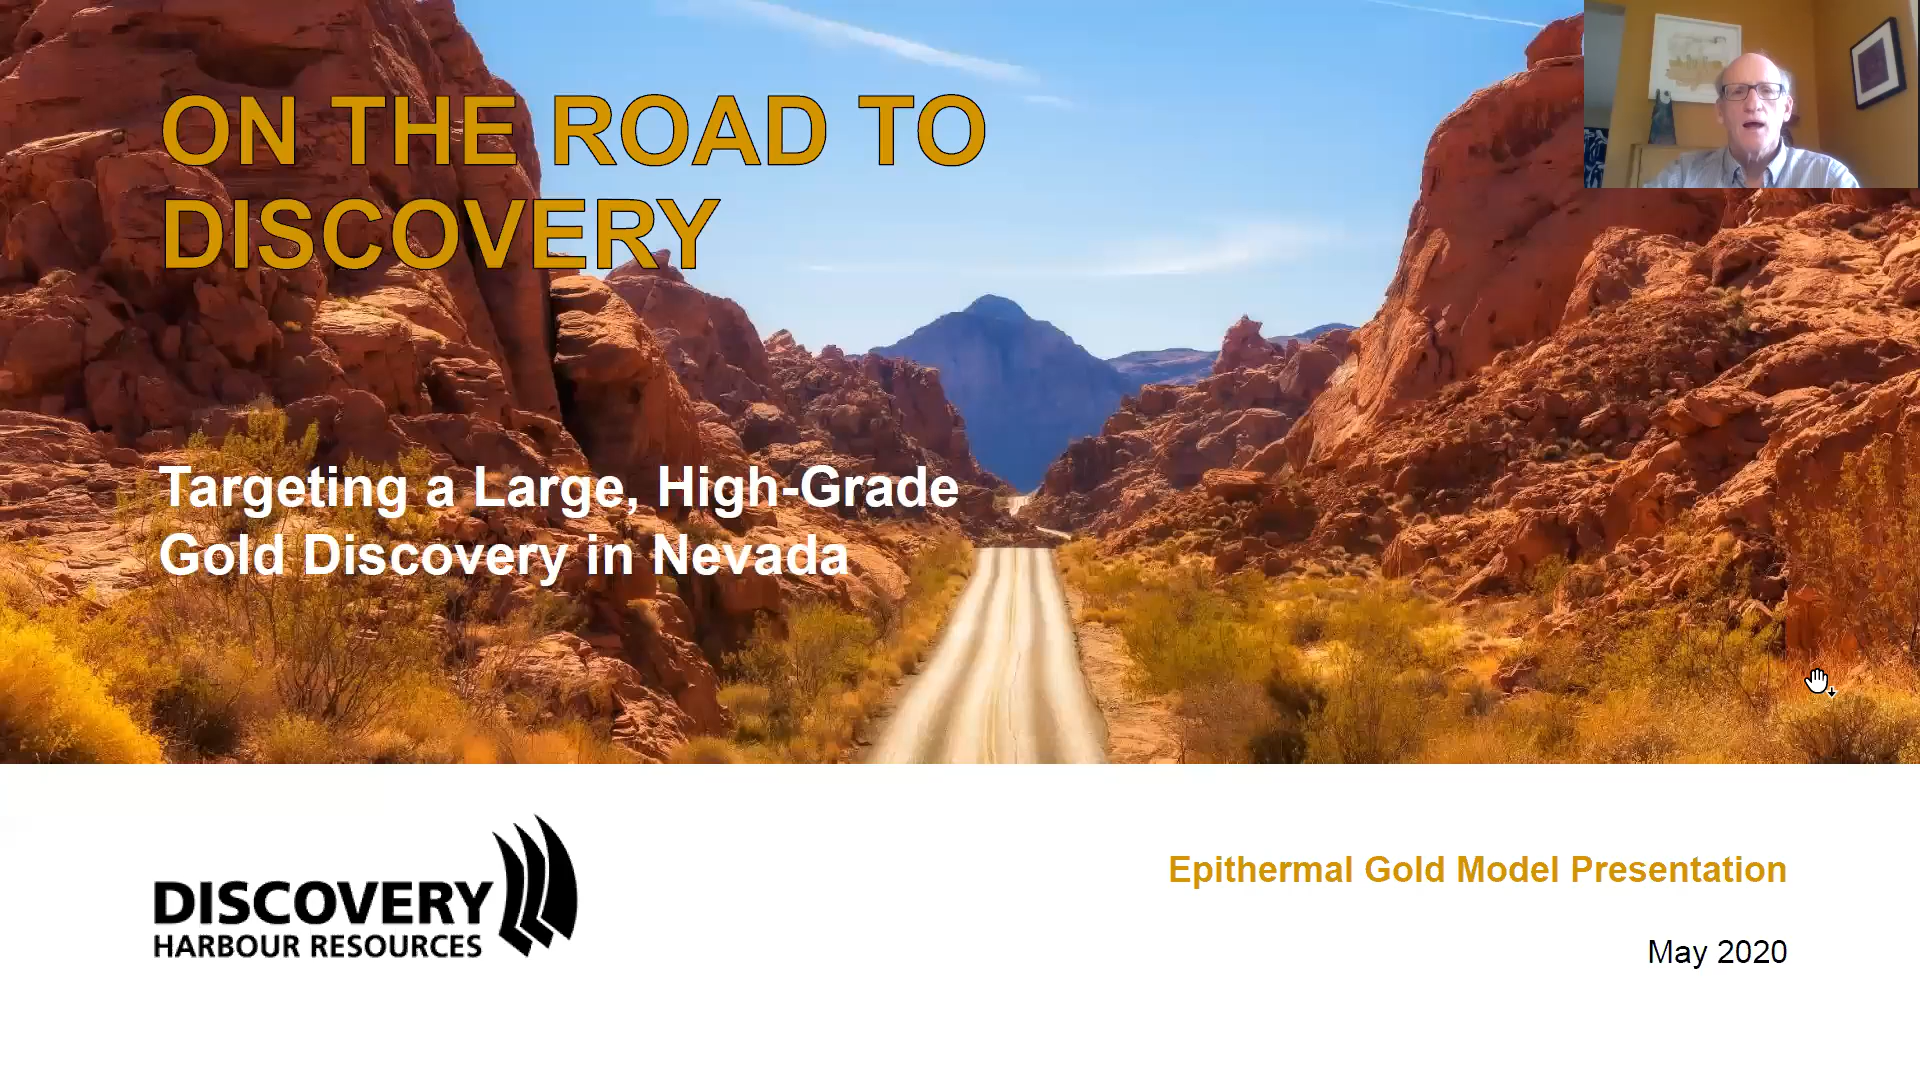 ON THE ROAD TO
DISCOVERY
Targeting a Large, High-Grade
Gold Discovery in Nevada
DISCOVERY
HARBOUR RESOURCES
Epithermal Gold Model Presentation
May 2020